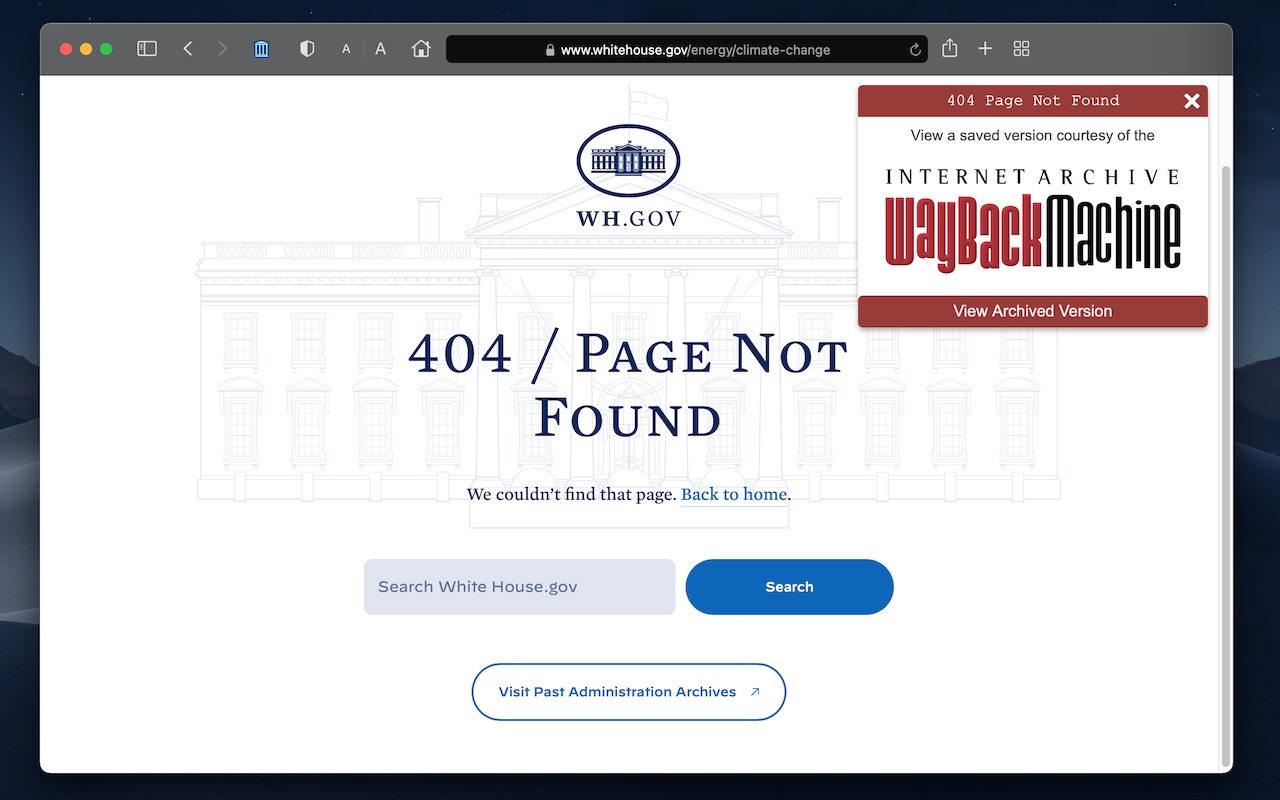 A A
www.whitehouse.gov/energy/climate-change
404 Page Not Found
View a saved version courtesy of the
INTERNET ARCHIVE
WayBackMachine
View Archived Version
WH.GOV
404 / Page Not
Found
We couldn’t find that page. Back to home.
Search White House.gov
Search
Visit Past Administration Archives